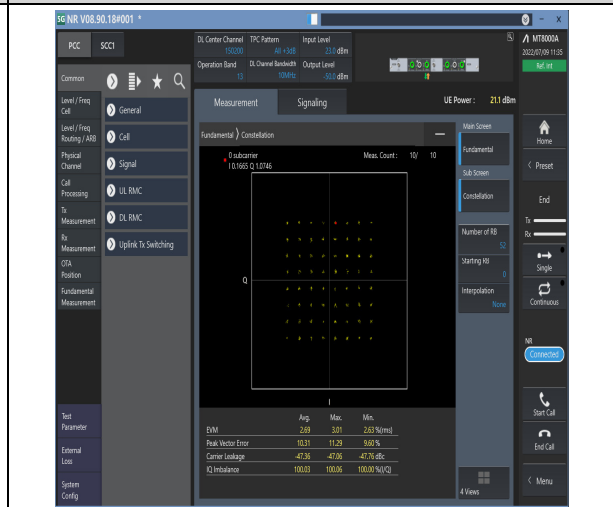 5G NR V08.90.18#001 *
PCC
SCC1
DL Center Channel
150200
TPC Pattern
All +3dB
Input Level
23.0 dBm
Operation Band
13
DL Channel Bandwidth
10MHz
Output Level
-50.0 dBm
MT8000A
2022/07/09 11:35
Ref. Int
Common
Level / Freq
Cell
Level / Freq
Routing / ARB
Physical
Channel
Call
Processing
Tx
Measurement
Rx
Measurement
OTA
Position
Fundamental
Measurement
Test
Parameter
External
Loss
System
Config
General
Cell
Signal
UL RMC
DL RMC
Uplink Tx Switching
Measurement
Signaling
UE Power : 21.1 dBm
Fundamental ⟩ Constellation
0 subcarrier
I 0.1665 Q 1.0746
Meas. Count : 10/ 10
Q
I
Avg. Max. Min.
EVM 2.69 3.01 2.63 %(rms)
Peak Vector Error 10.31 11.29 9.60 %
Carrier Leakage -47.36 -47.06 -47.76 dBc
IQ Imbalance 100.03 100.06 100.00 %(I/Q)
Main Screen
Fundamental
Sub Screen
Constellation
Number of RB
52
Starting RB
0
Interpolation
None
4 Views
Home
Preset
End
Tx
Rx
Single
Continuous
NR
Connected
Start Call
End Call
Menu